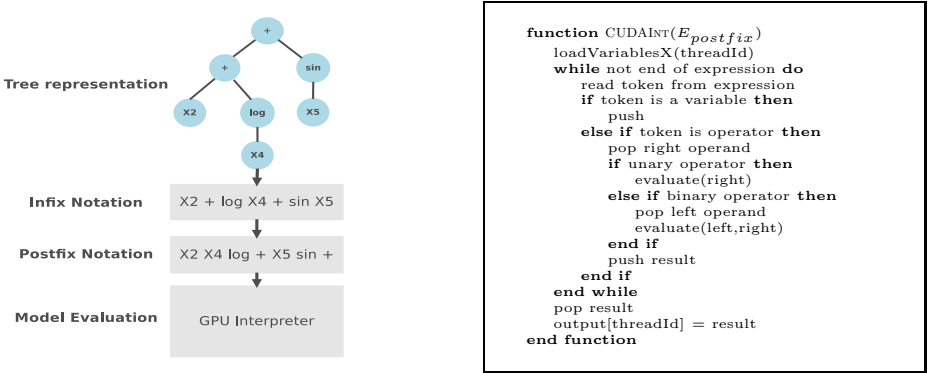 Tree representation
+
+
sin
X2
log
X5
X4
Infix Notation
X2 + log X4 + sin X5
Postfix Notation
X2 X4 log + X5 sin +
Model Evaluation
GPU Interpreter
function CUDAInt(E_postfix)
loadVariablesX(threadId)
while not end of expression do
read token from expression
if token is a variable then
push
else if token is operator then
pop right operand
if unary operator then
evaluate(right)
else if binary operator then
pop left operand
evaluate(left,right)
end if
push result
end if
end while
pop result
output[threadId] = result
end function